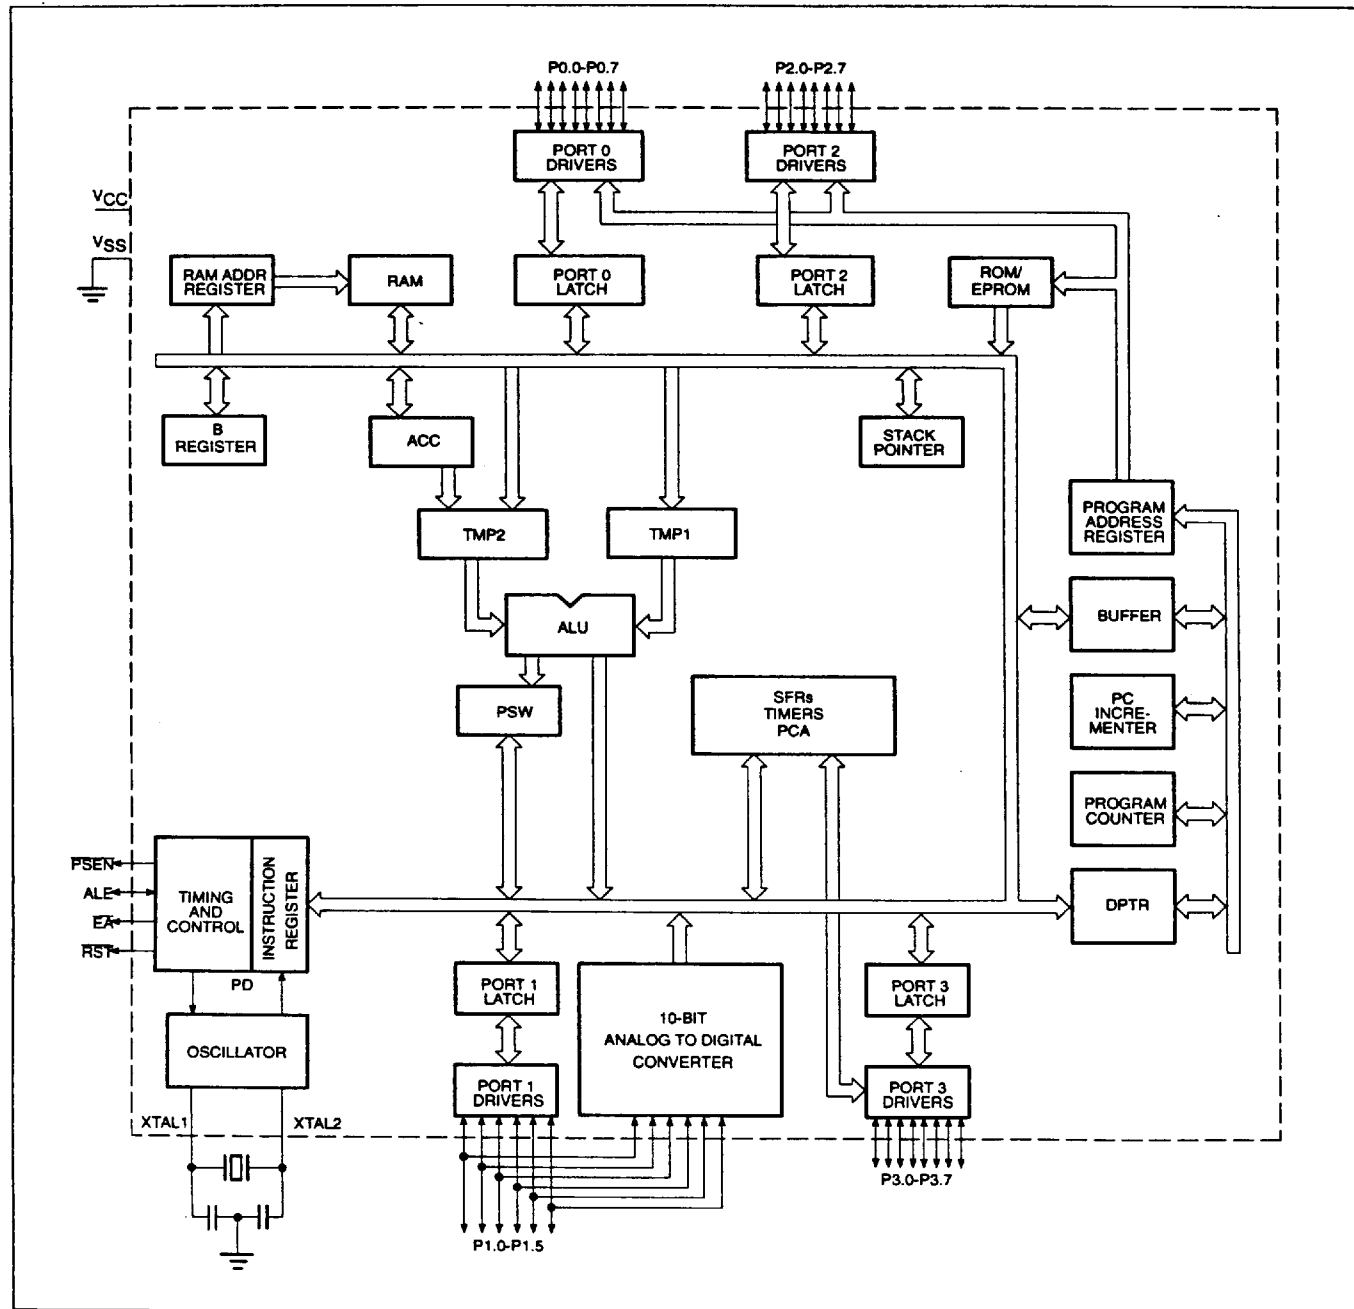 P0.0-P0.7
P2.0-P2.7
PORT 0
DRIVERS
PORT 2
DRIVERS
VCC
VSS
RAM ADDR
REGISTER
RAM
PORT 0
LATCH
PORT 2
LATCH
ROM/
EPROM
B
REGISTER
ACC
STACK
POINTER
TMP2
TMP1
PROGRAM
ADDRESS
REGISTER
ALU
BUFFER
PSW
SFRs
TIMERS
PCA
PC
INCRE-
MENTER
PROGRAM
COUNTER
PSEN
ALE
EA
RST
TIMING
AND
CONTROL
INSTRUCTION
REGISTER
DPTR
PD
PORT 1
LATCH
10-BIT
ANALOG TO DIGITAL
CONVERTER
PORT 3
LATCH
OSCILLATOR
PORT 1
DRIVERS
PORT 3
DRIVERS
XTAL1
XTAL2
P3.0-P3.7
P1.0-P1.5